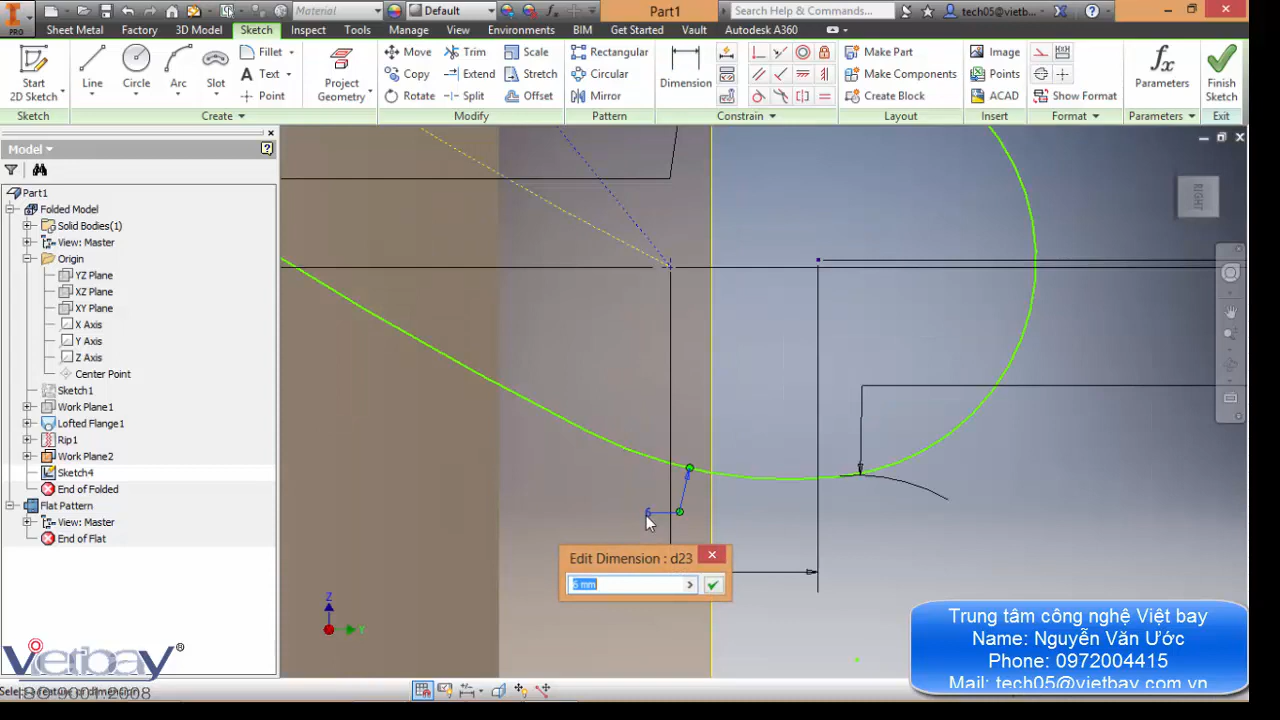 PRO
Material
Default
Part1
Search Help & Commands...
tech05@vietb...
Sheet Metal
Factory
3D Model
Sketch
Inspect
Tools
Manage
View
Environments
BIM
Get Started
Vault
Autodesk A360
Start
2D Sketch
Line
Circle
Arc
Slot
Fillet
Text
Point
Project
Geometry
Move
Copy
Rotate
Trim
Extend
Split
Scale
Stretch
Offset
Rectangular
Circular
Mirror
Dimension
Make Part
Make Components
Create Block
Image
Points
ACAD
Show Format
Parameters
Finish
Sketch
Sketch
Create
Modify
Pattern
Constrain
Layout
Insert
Format
Parameters
Exit
Model
Part1
Folded Model
Solid Bodies(1)
View: Master
Origin
YZ Plane
XZ Plane
XY Plane
X Axis
Y Axis
Z Axis
Center Point
Sketch1
Work Plane1
Lofted Flange1
Rip1
Work Plane2
Sketch4
End of Folded
Flat Pattern
View: Master
End of Flat
RIGHT
Edit Dimension : d23
Z
Y
Vietbay®
Trung tâm công nghệ Việt bay
Name: Nguyễn Văn Ước
Phone: 0972004415
Mail: tech05@vietbay.com.vn